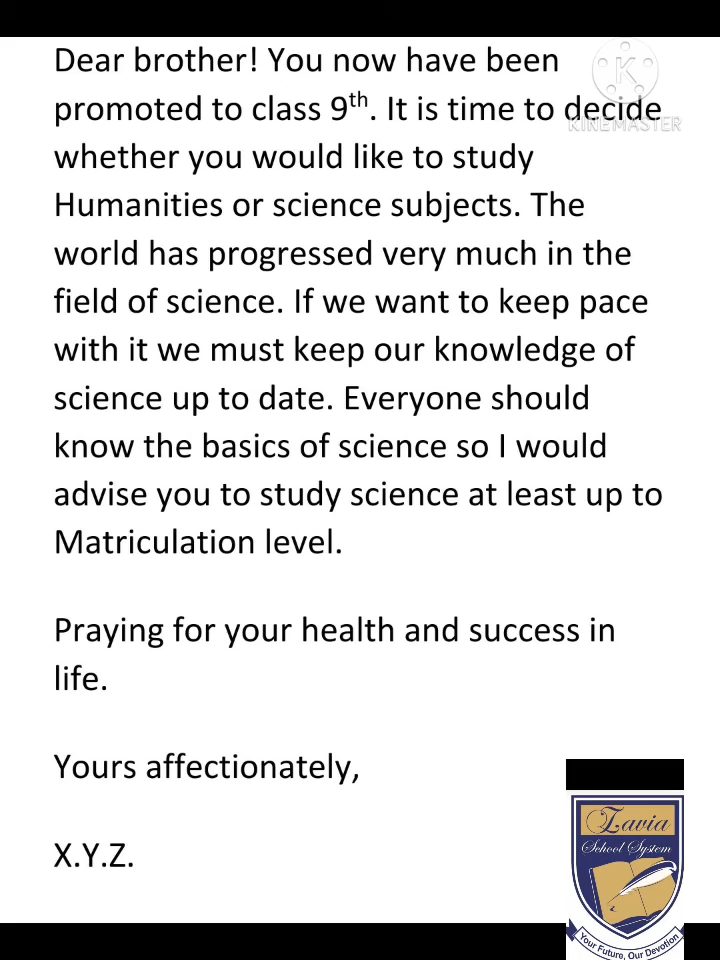 Dear brother! You now have been
promoted to class 9th. It is time to decide
whether you would like to study
Humanities or science subjects. The
world has progressed very much in the
field of science. If we want to keep pace
with it we must keep our knowledge of
science up to date. Everyone should
know the basics of science so I would
advise you to study science at least up to
Matriculation level.
Praying for your health and success in
life.
Yours affectionately,
X.Y.Z.
K
KINEMASTER
Zavia
School System
Your Future, Our Devotion